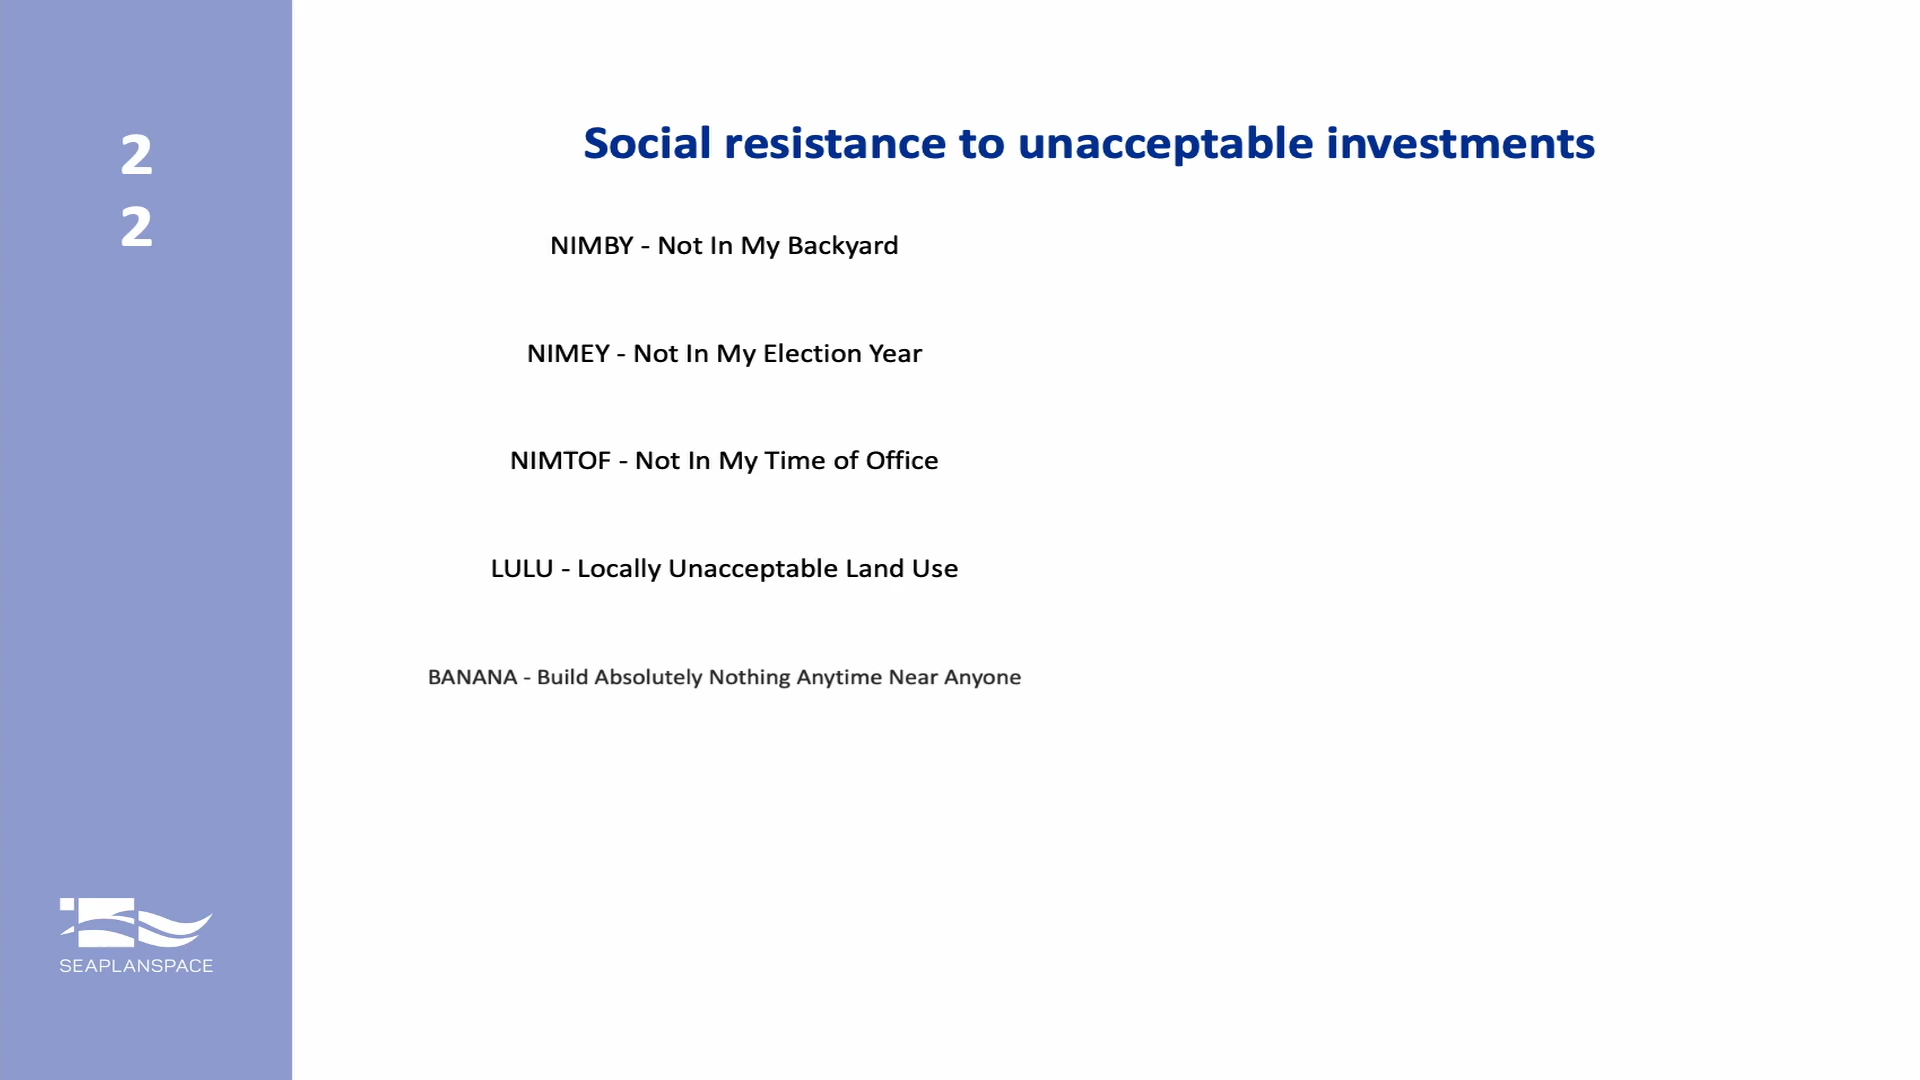 2
2
Social resistance to unacceptable investments
NIMBY - Not In My Backyard
NIMEY - Not In My Election Year
NIMTOF - Not In My Time of Office
LULU - Locally Unacceptable Land Use
BANANA - Build Absolutely Nothing Anytime Near Anyone
SEAPLANSPACE